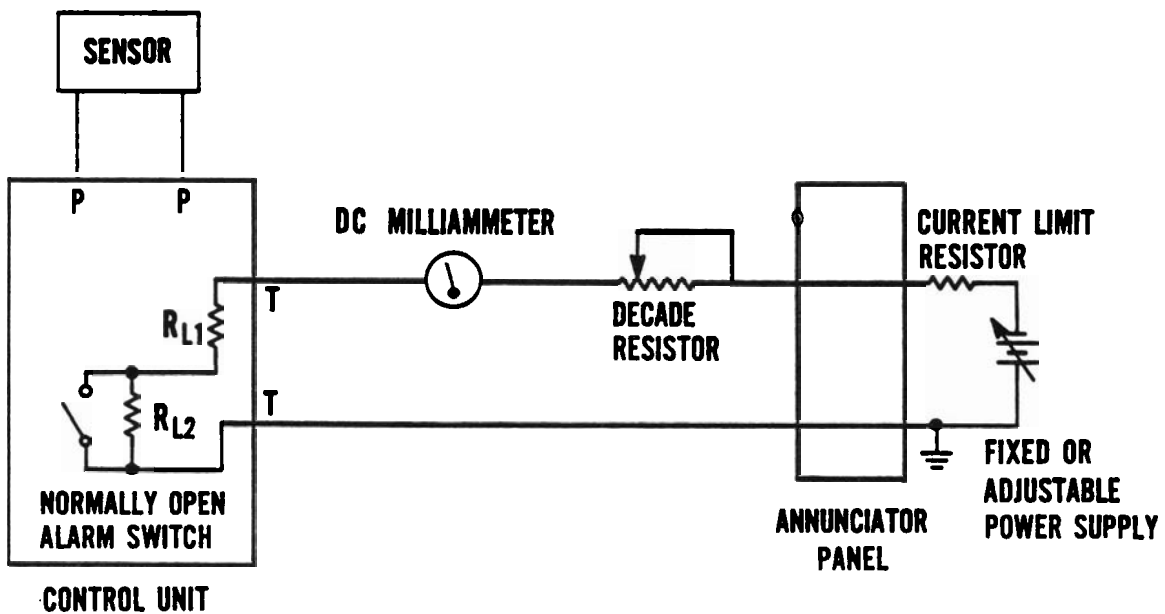 SENSOR
P P
DC MILLIAMMETER
CURRENT LIMIT
RESISTOR
T
RL1
DECADE
RESISTOR
T
RL2
NORMALLY OPEN
ALARM SWITCH
FIXED OR
ADJUSTABLE
POWER SUPPLY
ANNUNCIATOR
PANEL
CONTROL UNIT